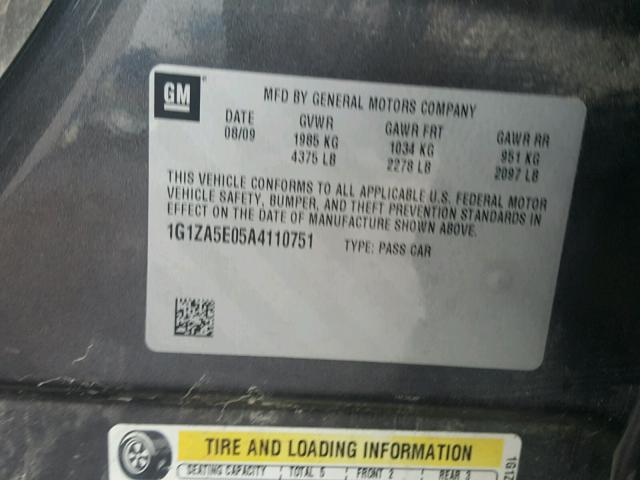 GM
MFD BY GENERAL MOTORS COMPANY
DATE GVWR GAWR FRT GAWR RR
08/09 1985 KG 1034 KG 951 KG
4375 LB 2278 LB 2097 LB
THIS VEHICLE CONFORMS TO ALL APPLICABLE U.S. FEDERAL MOTOR
VEHICLE SAFETY, BUMPER, AND THEFT PREVENTION STANDARDS IN
EFFECT ON THE DATE OF MANUFACTURE SHOWN ABOVE.
1G1ZA5E05A4110751 TYPE: PASS CAR
TIRE AND LOADING INFORMATION
SEATING CAPACITY TOTAL 5 FRONT 2 REAR 3
1G1Z